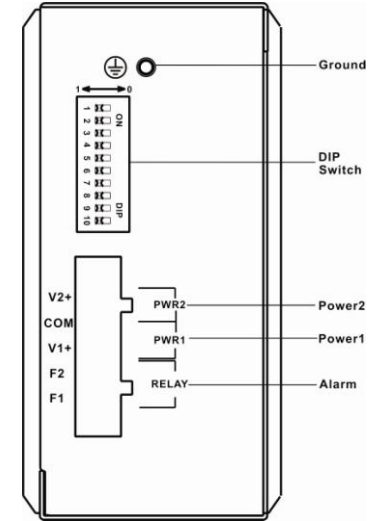 Ground
1 0
1 2 3 4 5 6 7 8 9 10
ON
DIP
DIP
Switch
V2+
COM
V1+
F2
F1
PWR2
PWR1
RELAY
Power2
Power1
Alarm